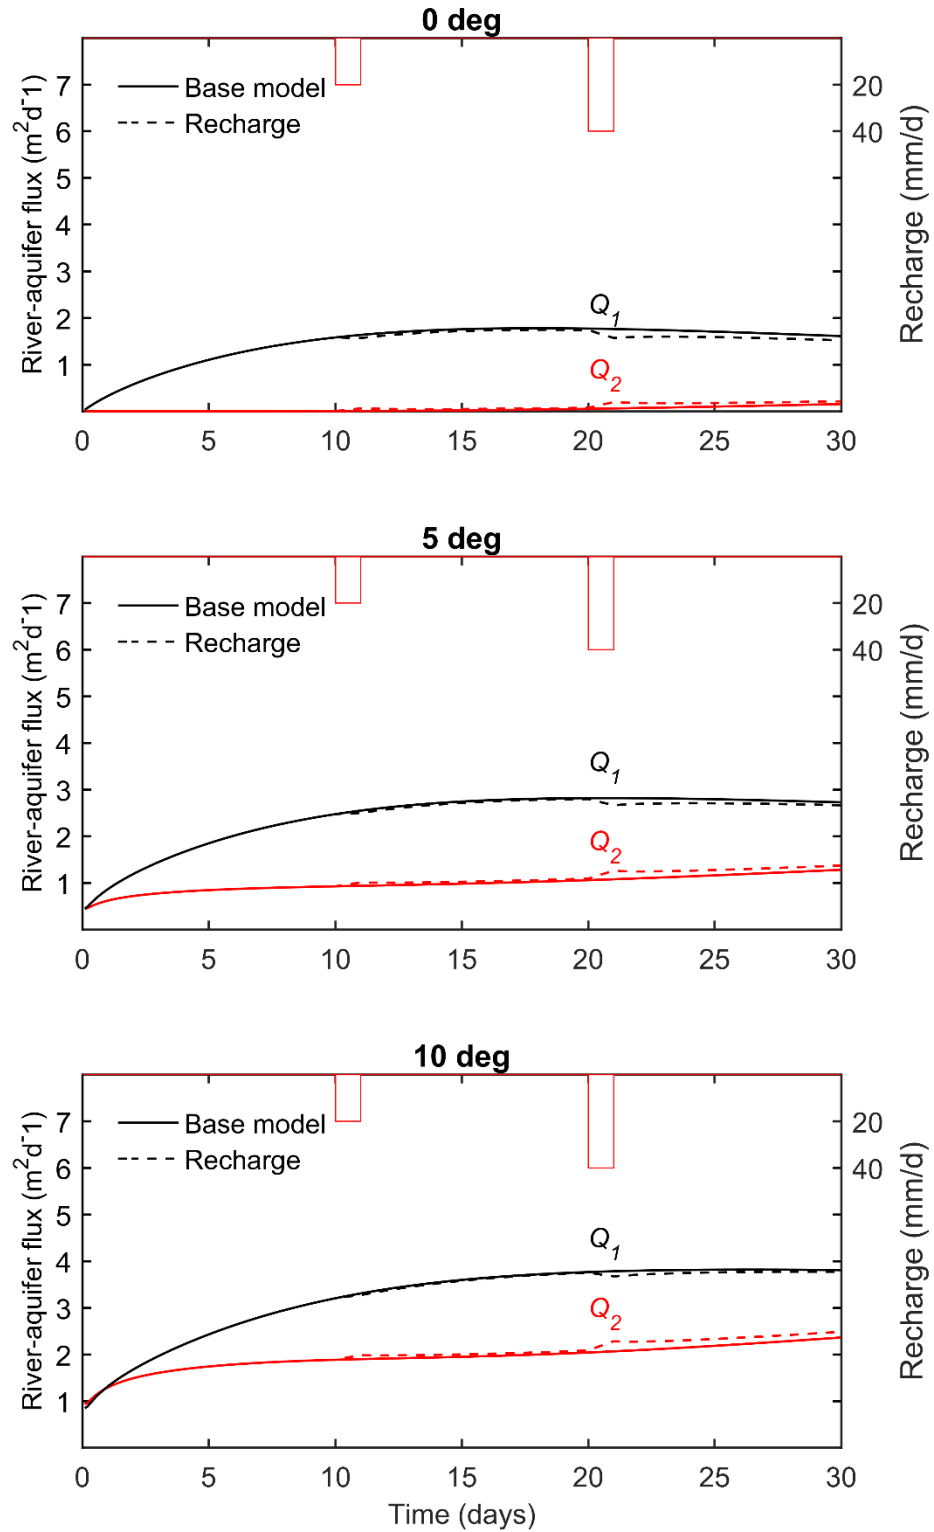 0 deg
River-aquifer flux (m²d⁻1)
7
6
5
4
3
2
1
Base model
Recharge
Q₁
Q₂
20
40
Recharge (mm/d)
0 5 10 15 20 25 30
5 deg
River-aquifer flux (m²d⁻1)
7
6
5
4
3
2
1
Base model
Recharge
Q₁
Q₂
20
40
Recharge (mm/d)
0 5 10 15 20 25 30
10 deg
River-aquifer flux (m²d⁻1)
7
6
5
4
3
2
1
Base model
Recharge
Q₁
Q₂
20
40
Recharge (mm/d)
0 5 10 15 20 25 30
Time (days)